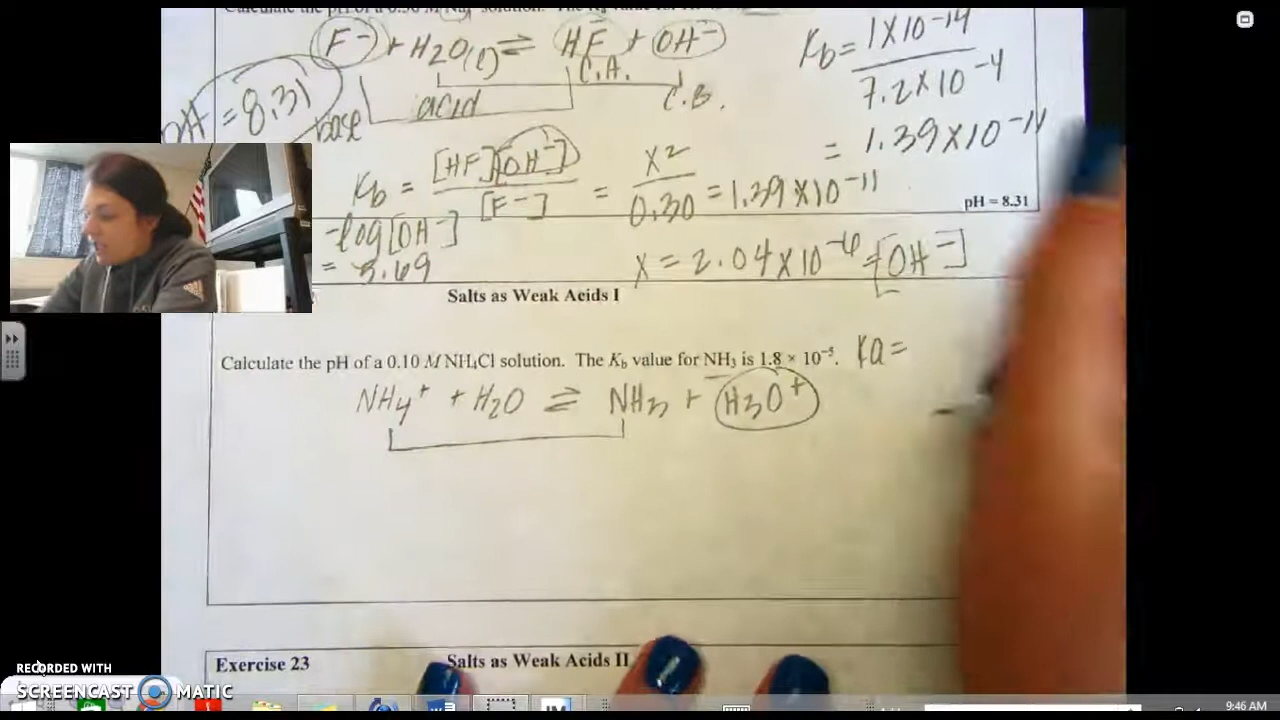 F⁻ + H2O(l) ⇌ HF + OH⁻
C.A.
acid
C.B.
base
= 8.31
Kb = 1X10⁻¹⁴
7.2X10⁻⁴
= 1.39X10⁻¹¹
Kb = [HF][OH⁻] / [F⁻] = X² / 0.30 = 1.39X10⁻¹¹
pH = 8.31
-log[OH⁻]
= 5.69
X = 2.04X10⁻⁶ = [OH⁻]
Salts as Weak Acids I
Calculate the pH of a 0.10 M NH₄Cl solution. The Kb value for NH₃ is 1.8 × 10⁻⁵. Ka =
NH4⁺ + H2O ⇌ NH3 + H3O⁺
Exercise 23 Salts as Weak Acids II
RECORDED WITH
SCREENCAST MATIC
9:46 AM